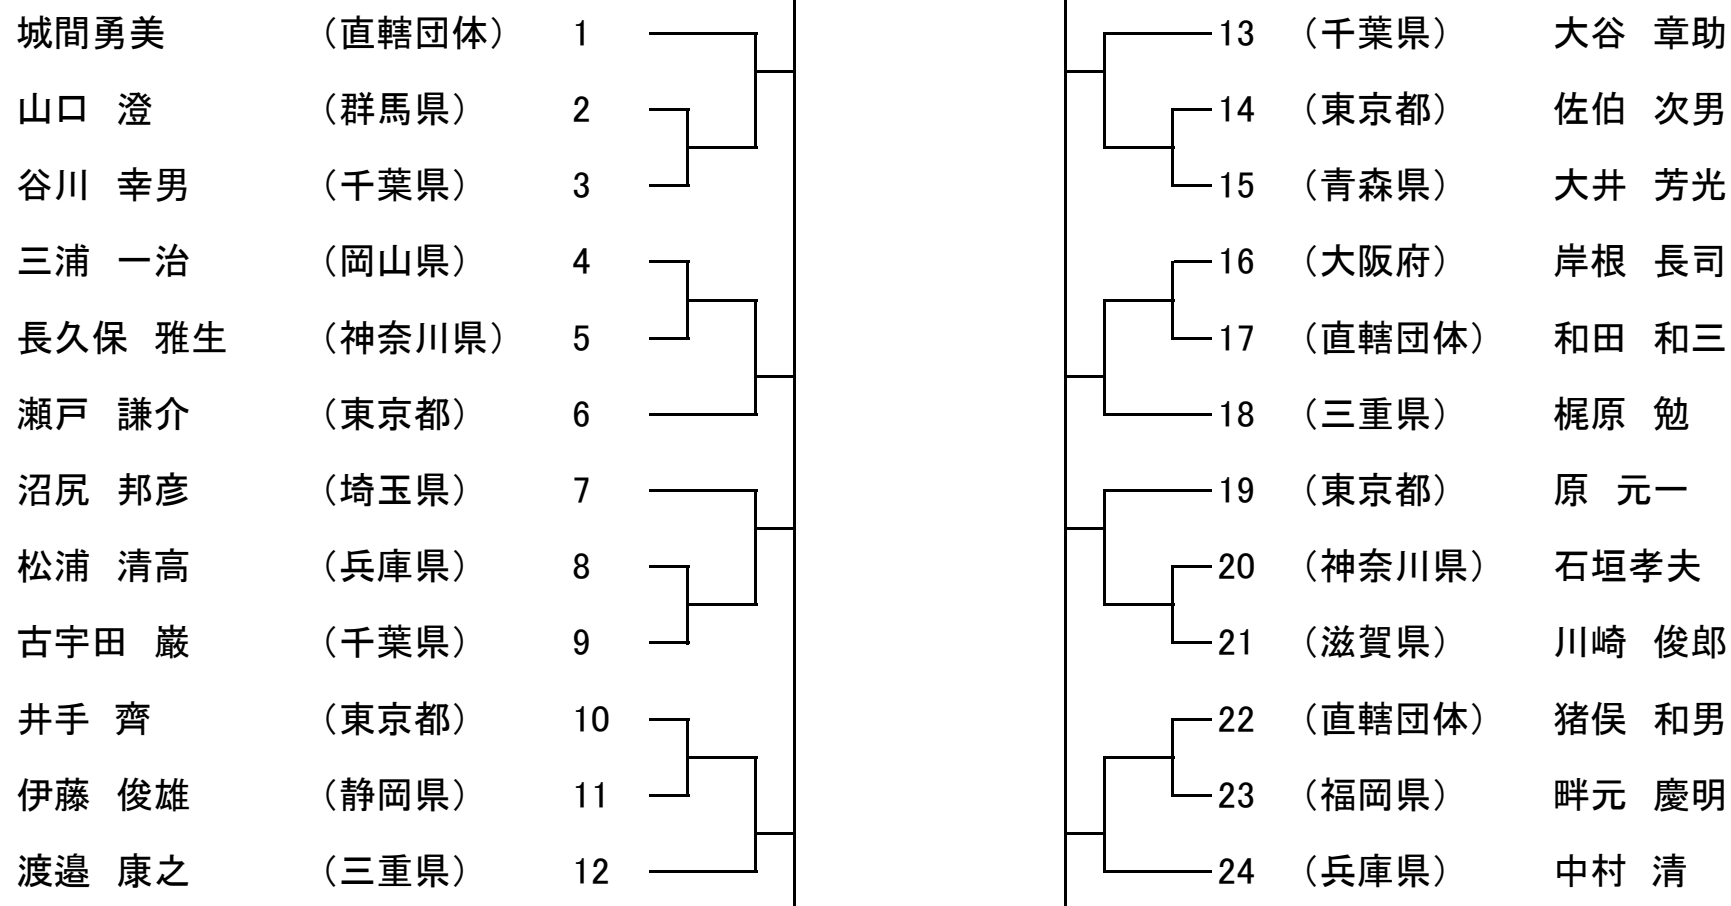 城間勇美 （直轄団体） 1
山口 澄 （群馬県） 2
谷川 幸男 （千葉県） 3
三浦 一治 （岡山県） 4
長久保 雅生 （神奈川県） 5
瀬戸 謙介 （東京都） 6
沼尻 邦彦 （埼玉県） 7
松浦 清高 （兵庫県） 8
古宇田 巌 （千葉県） 9
井手 齊 （東京都） 10
伊藤 俊雄 （静岡県） 11
渡邉 康之 （三重県） 12
13 （千葉県） 大谷 章助
14 （東京都） 佐伯 次男
15 （青森県） 大井 芳光
16 （大阪府） 岸根 長司
17 （直轄団体） 和田 和三
18 （三重県） 梶原 勉
19 （東京都） 原 元一
20 （神奈川県） 石垣孝夫
21 （滋賀県） 川崎 俊郎
22 （直轄団体） 猪俣 和男
23 （福岡県） 畔元 慶明
24 （兵庫県） 中村 清